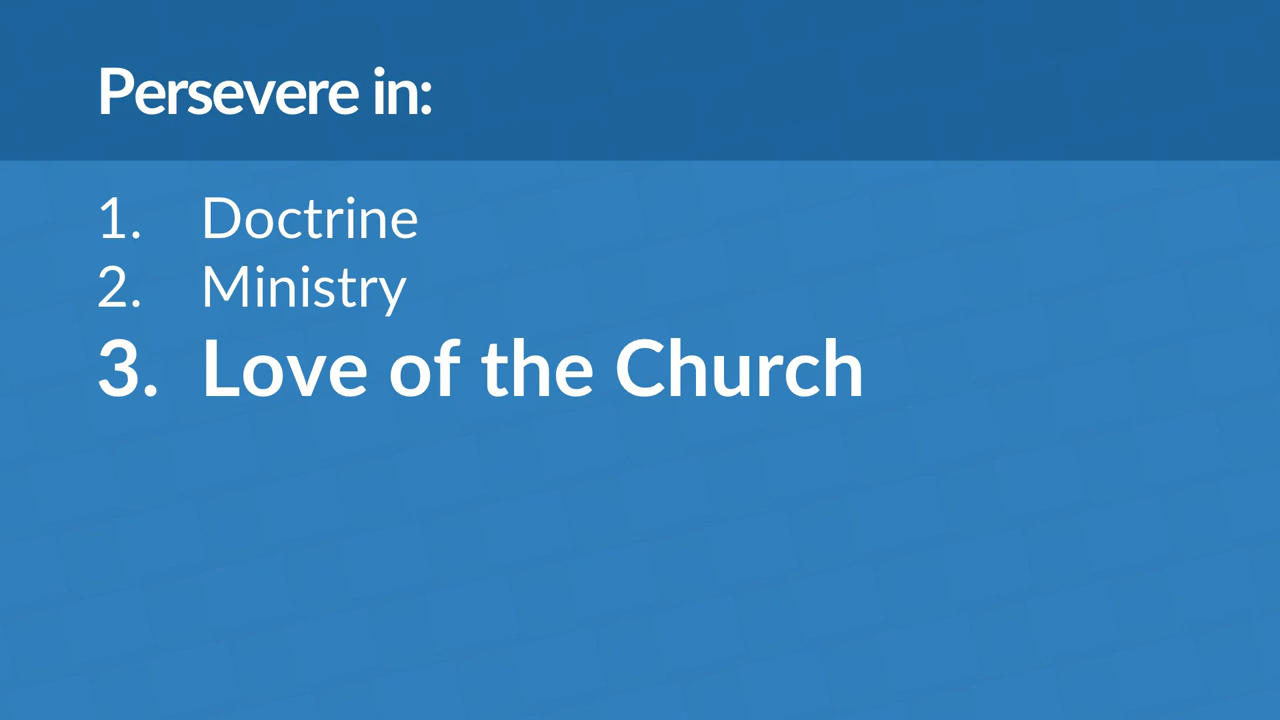 Persevere in:
1. Doctrine
2. Ministry
3. Love of the Church